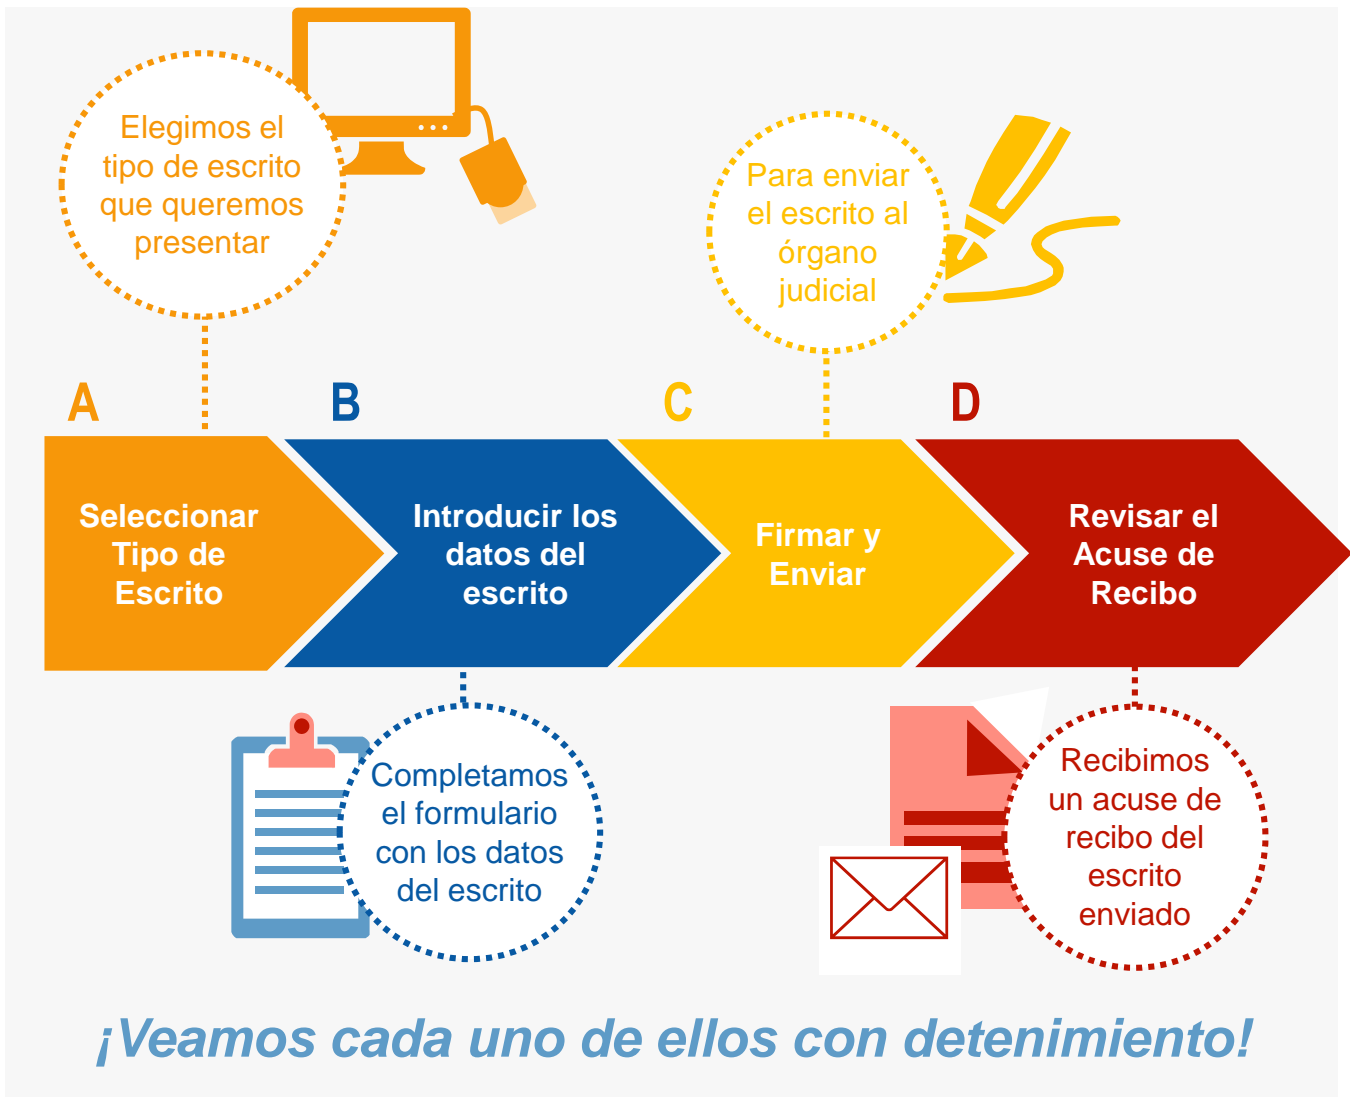 Elegimos el
tipo de escrito
que queremos
presentar
Para enviar
el escrito al
órgano
judicial
A
B
C
D
Seleccionar
Tipo de
Escrito
Introducir los
datos del
escrito
Firmar y
Enviar
Revisar el
Acuse de
Recibo
Completamos
el formulario
con los datos
del escrito
Recibimos
un acuse de
recibo del
escrito
enviado
¡Veamos cada uno de ellos con detenimiento!